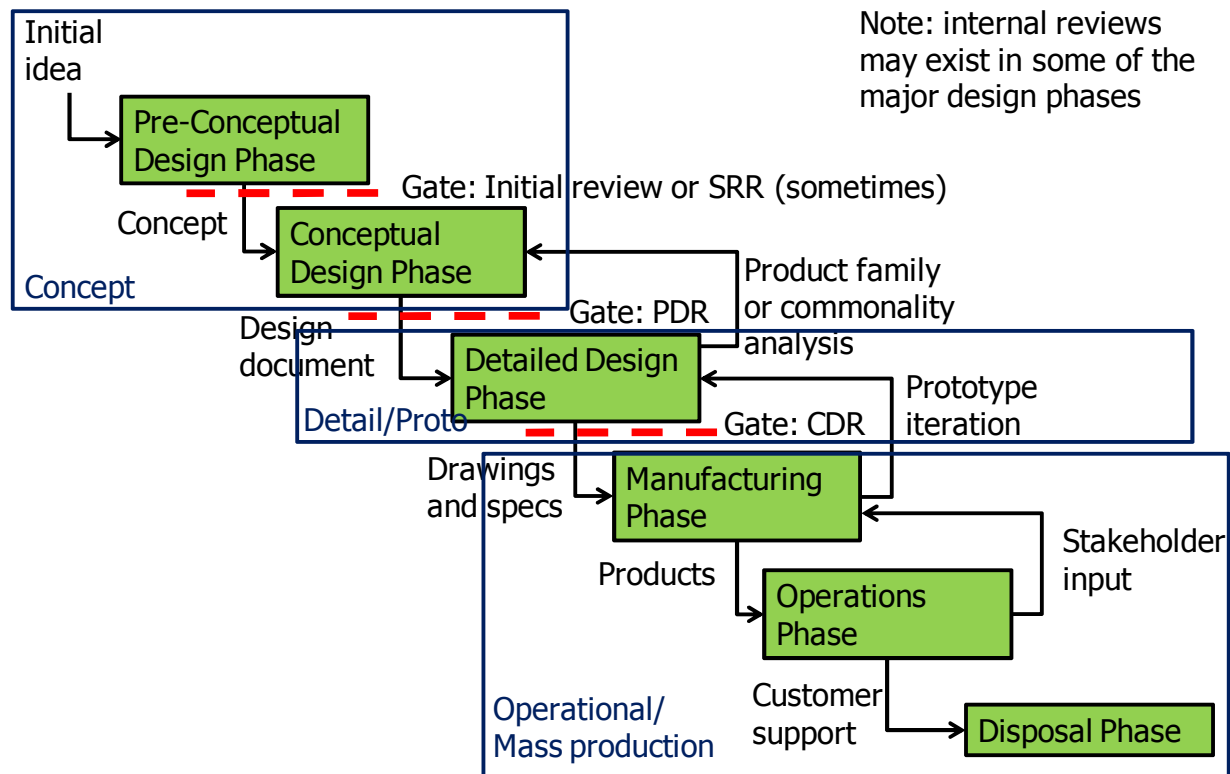 Initial
idea
Note: internal reviews
may exist in some of the
major design phases
Pre-Conceptual
Design Phase
Gate: Initial review or SRR (sometimes)
Concept
Conceptual
Design Phase
Concept
Product family
or commonality
analysis
Gate: PDR
Design
document
Detailed Design
Phase
Prototype
iteration
Detail/Proto
Gate: CDR
Drawings
and specs
Manufacturing
Phase
Stakeholder
input
Products
Operations
Phase
Customer
support
Operational/
Mass production
Disposal Phase